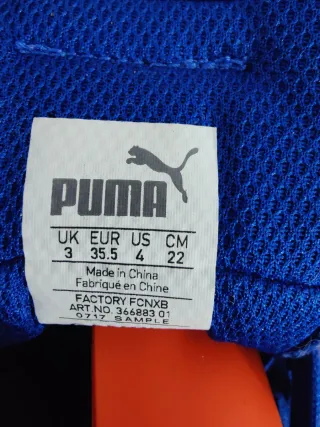 PUMA
UK EUR US CM
3 35.5 4 22
Made in China
Fabriqué en Chine
FACTORY FCNXB
ART.NO. 366883 01
0717 SAMPLE